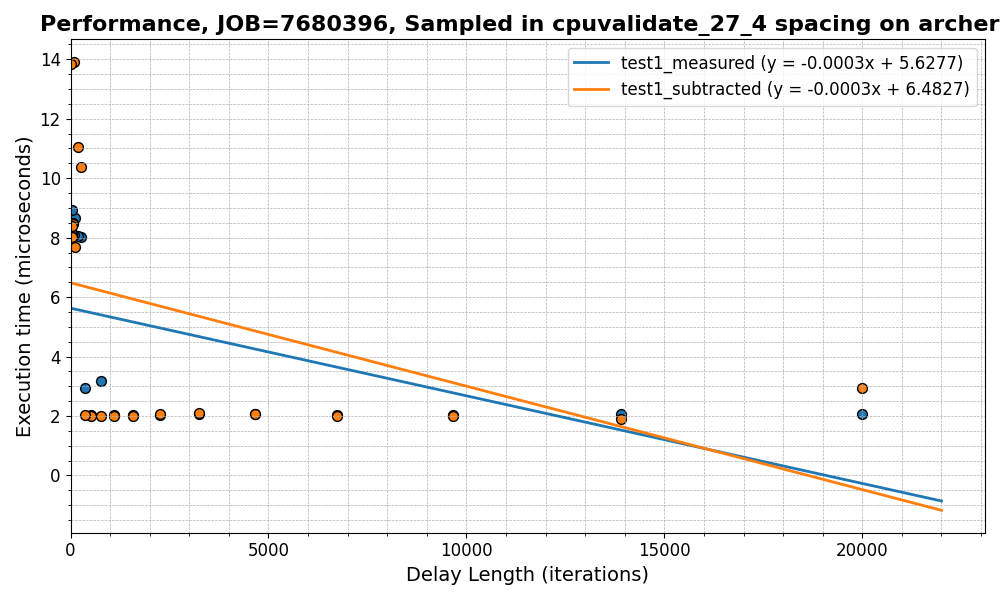 Performance, JOB=7680396, Sampled in cpuvalidate_27_4 spacing on archer
test1_measured (y = -0.0003x + 5.6277)
test1_subtracted (y = -0.0003x + 6.4827)
Execution time (microseconds)
14
12
10
8
6
4
2
0
0 5000 10000 15000 20000
Delay Length (iterations)